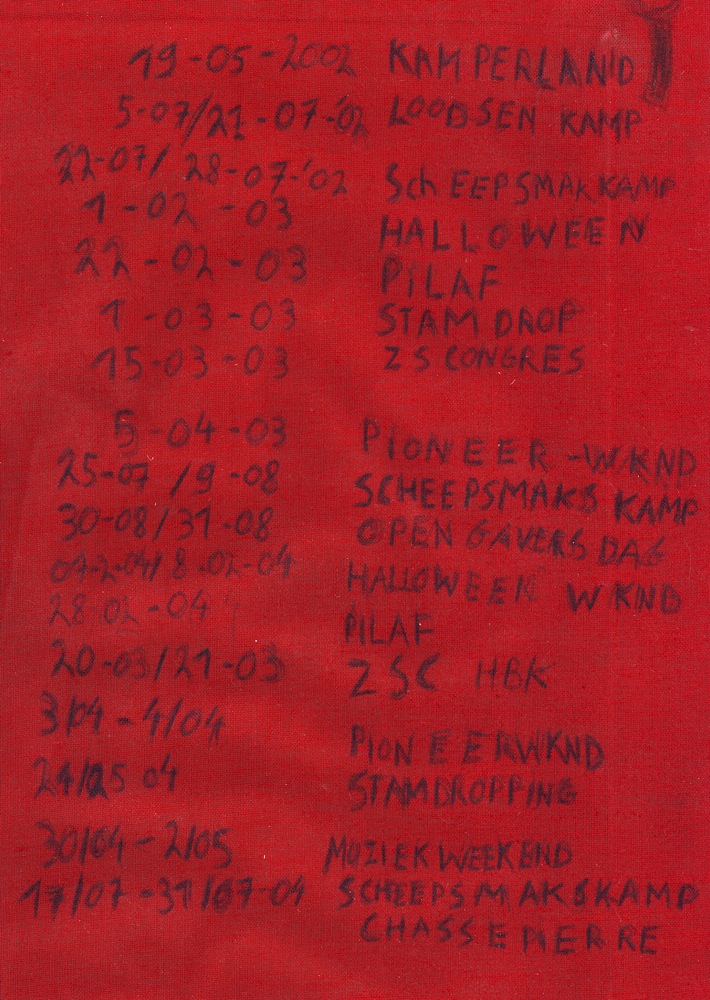 19-05-2002 KAMPERLAND
5-07/21-07-'02 LOODSEN KAMP
22-07/ 28-07-'02 SchEEPSMAKKAMP
1-02-03 HALLOWEEN
22-02-03 PILAF
1-03-03 STAMDROP
15-03-03 ZS CONGRES
5-04-03 PIONEER-WKND
25-07/9-08 SCHEEPSMAKS KAMP
30-08/31-08 OPEN GAVERS DAG
07-2-04/8-02-04 HALLOWEEN WKND
28-02-04 PILAF
20-03/21-03 ZSC HBK
3/04-4/04 PIONEERWKND
24/25 04 STAMDROPPING
30/04-2/05 MUZIEKWEEKEND
17/07-31/07-04 SCHEEPSMAKSKAMP
CHASSEPIERRE